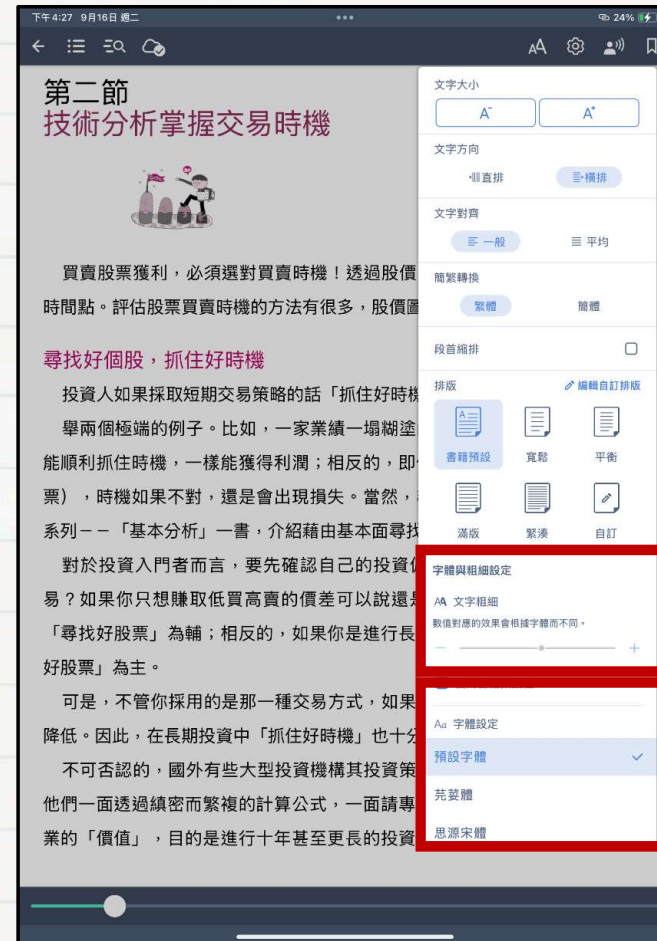 下午4:27 9月16日 週二
24%
第二節
技術分析掌握交易時機
買賣股票獲利,必須選對買賣時機!透過股價
時間點。評估股票買賣時機的方法有很多,股價圖
尋找好個股,抓住好時機
投資人如果採取短期交易策略的話「抓住好時機
舉兩個極端的例子。比如,一家業績一塌糊塗
能順利抓住時機,一樣能獲得利潤;相反的,即
票),時機如果不對,還是會出現損失。當然,
系列——「基本分析」一書,介紹藉由基本面尋找
對於投資入門者而言,要先確認自己的投資
易?如果你只想賺取低買高賣的價差可以說還是
「尋找好股票」為輔;相反的,如果你是進行長
好股票」為主。
可是,不管你採用的是那一種交易方式,如果
降低。因此,在長期投資中「抓住好時機」也十分
不可否認的,國外有些大型投資機構其投資策
他們一面透過縝密而繁複的計算公式,一面請專
業的「價值」,目的是進行十年甚至更長的投資
AA
文字大小
A- A+
文字方向
直排 橫排
文字對齊
一般 平均
簡繁轉換
繁體 簡體
段首縮排
排版 編輯自訂排版
書籍預設 寬鬆 平衡
滿版 緊湊 自訂
字體與粗細設定
AA 文字粗細
數值對應的效果會根據字體而不同。
Aa 字體設定
預設字體
芫荽體
思源宋體